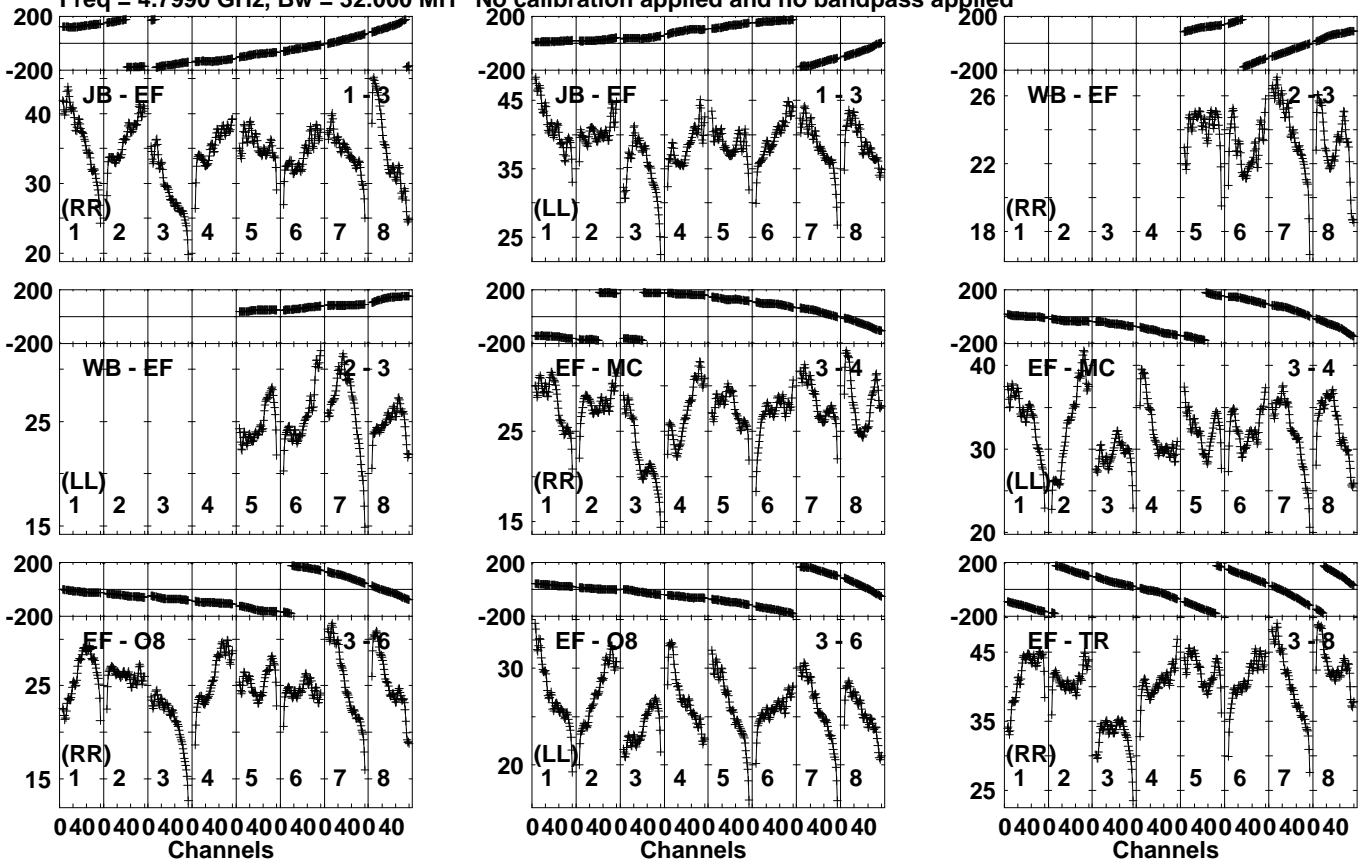 Freq = 4.7990 GHz, Bw = 32.000 MH No calibration applied and no bandpass applied
200 200 200
-200 -200 -200
JB - EF 1 - 3 JB - EF 1 - 3 WB - EF 2 - 3
40 45 26
30 35 22
(RR) (LL) (RR)
1 2 3 4 5 6 7 8 1 2 3 4 5 6 7 8 1 2 3 4 5 6 7 8
20 25 18
200 200 200
-200 -200 -200
WB - EF 2 - 3 EF - MC 3 - 4 EF - MC 3 - 4
25 25 40
30
(LL) (RR) (LL)
1 2 3 4 5 6 7 8 1 2 3 4 5 6 7 8 1 2 3 4 5 6 7 8
15 15 20
200 200 200
-200 -200 -200
EF - O8 3 - 6 EF - O8 3 - 6 EF - TR 3 - 8
25 30 45
35
(RR) (LL) (RR)
15 20 25
1 2 3 4 5 6 7 8 1 2 3 4 5 6 7 8 1 2 3 4 5 6 7 8
0 40 0 40 0 40 0 40 0 40 0 40 0 40 0 40 0 40 0 40 0 40 0 40 0 40 0 40 0 40 0 40 0 40 0 40 0 40 0 40 0 40 0 40 0 40 0 40
Channels Channels Channels